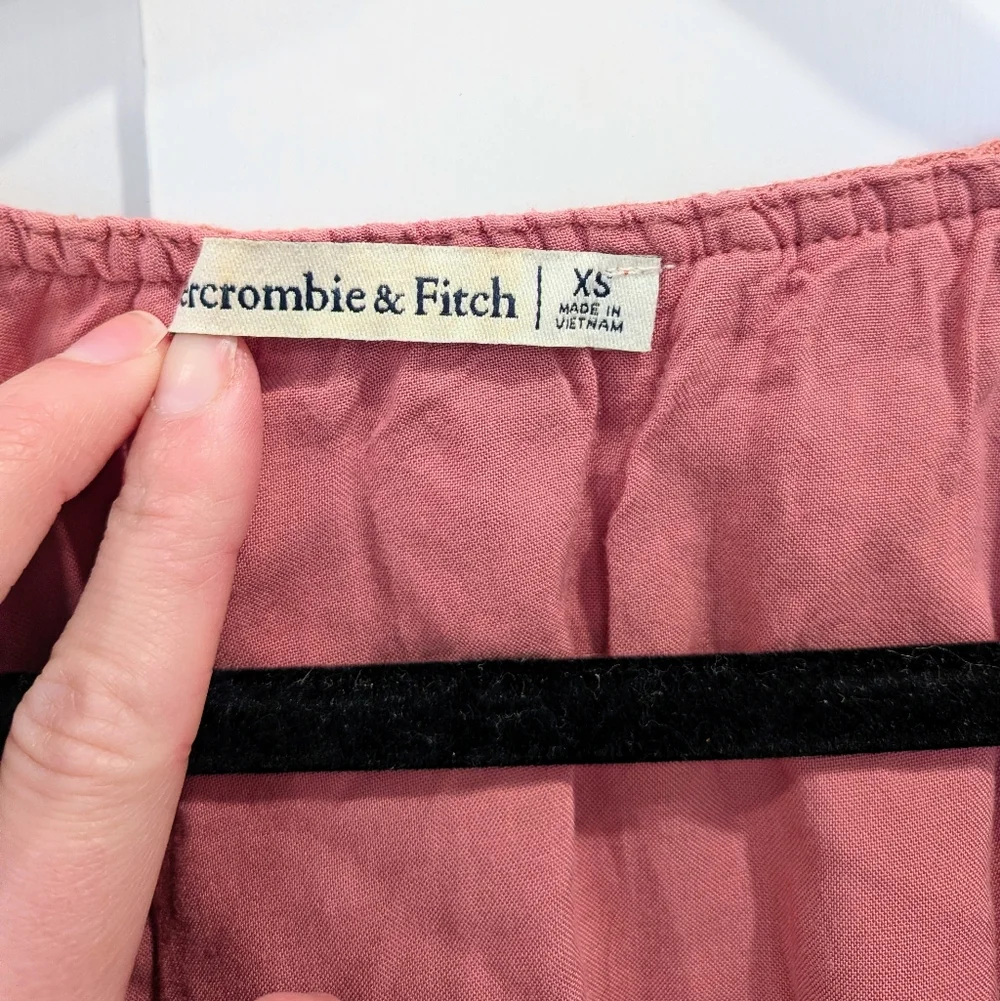 ercrombie & Fitch
XS
MADE IN
VIETNAM